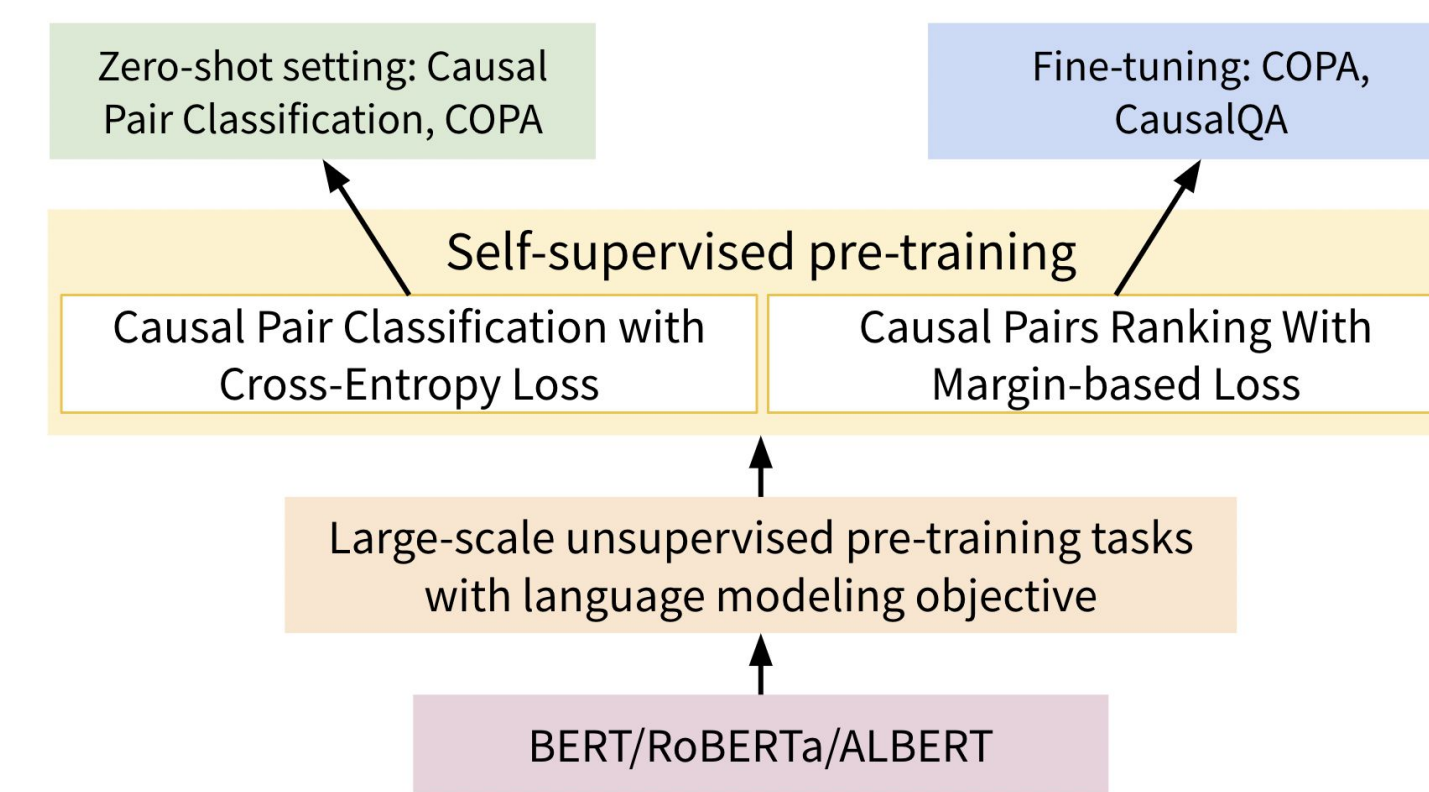 Zero-shot setting: Causal
Pair Classification, COPA
Fine-tuning: COPA,
CausalQA
Self-supervised pre-training
Causal Pair Classification with
Cross-Entropy Loss
Causal Pairs Ranking With
Margin-based Loss
Large-scale unsupervised pre-training tasks
with language modeling objective
BERT/RoBERTa/ALBERT